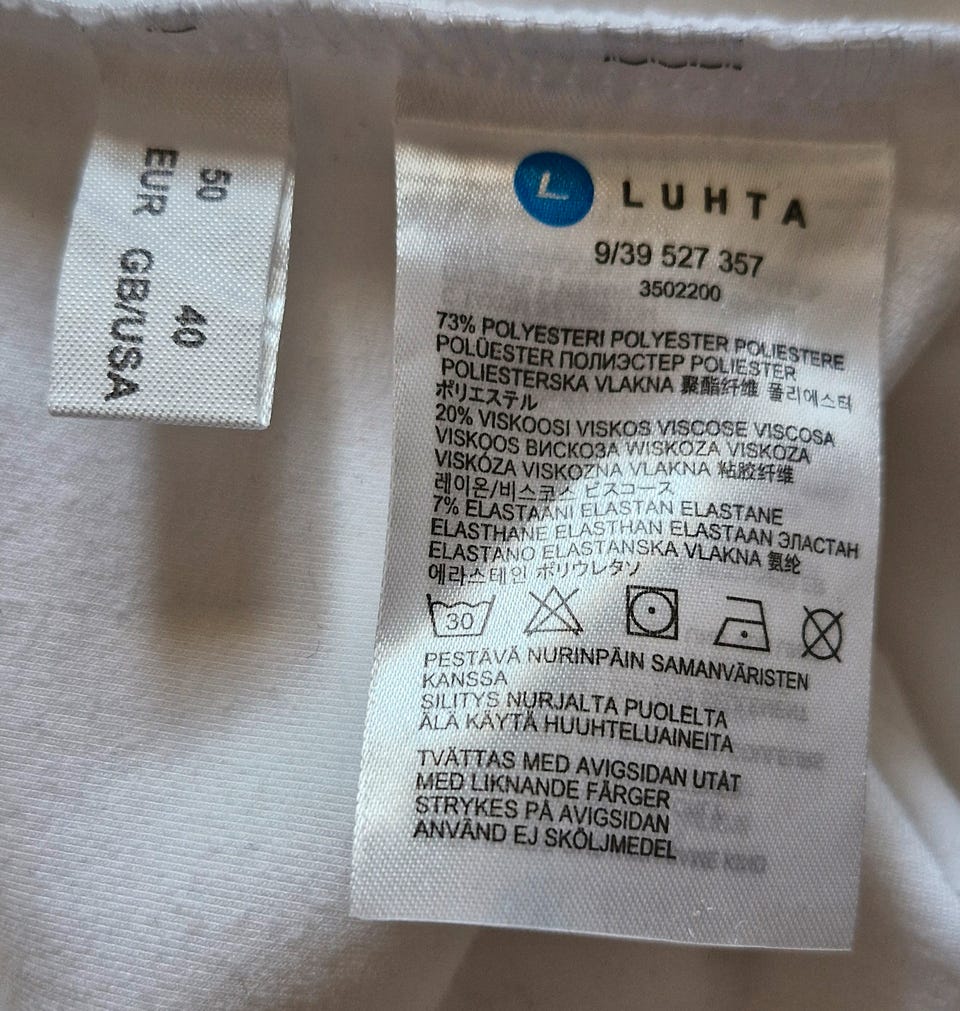 50 40
EUR GB/USA
L LUHTA
9/39 527 357
3502200
73% POLYESTERI POLYESTER POLIESTERE
POLÜESTER ПОЛИЭСТЕР POLIESTER
POLIESTERSKA VLAKNA 聚酯纤维 폴리에스터
ポリエステル
20% VISKOOSI VISKOS VISCOSE VISCOSA
VISKOOS ВИСКОЗА WISKOZA VISKOZA
VISKÓZA VISKOZNA VLAKNA 粘胶纤维
레이온/비스코스 ビスコース
7% ELASTAANI ELASTAN ELASTANE
ELASTHANE ELASTHAN ELASTAAN ЭЛАСТАН
ELASTANO ELASTANSKA VLAKNA 氨纶
에라스테인 ポリウレタン
30
PESTÄVÄ NURINPÄIN SAMANVÄRISTEN
KANSSA
SILITYS NURJALTA PUOLELTA
ÄLÄ KÄYTÄ HUUHTELUAINEITA
TVÄTTAS MED AVIGSIDAN UTÅT
MED LIKNANDE FÄRGER
STRYKES PÅ AVIGSIDAN
ANVÄND EJ SKÖLJMEDEL